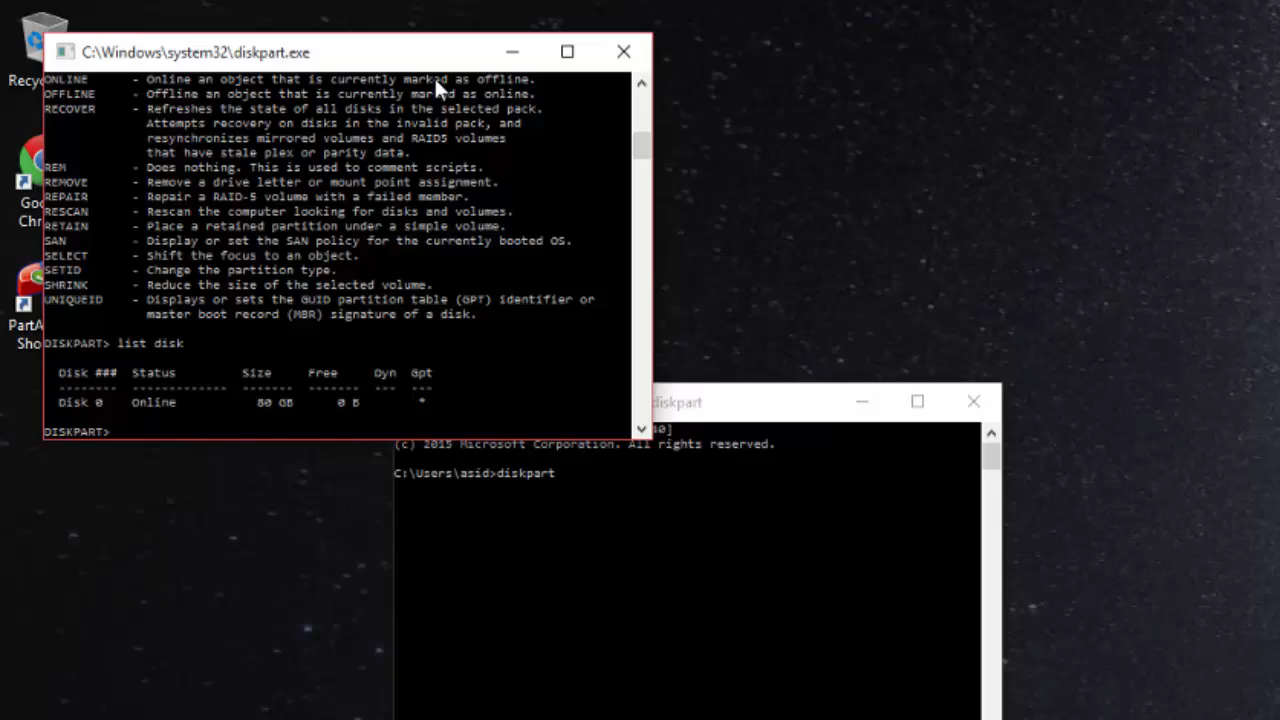 Recyc
Goo
Chr
PartA
Sho
C:\Windows\system32\diskpart.exe
ONLINE - Online an object that is currently marked as offline.
OFFLINE - Offline an object that is currently marked as online.
RECOVER - Refreshes the state of all disks in the selected pack.
Attempts recovery on disks in the invalid pack, and
resynchronizes mirrored volumes and RAID5 volumes
that have stale plex or parity data.
REM - Does nothing. This is used to comment scripts.
REMOVE - Remove a drive letter or mount point assignment.
REPAIR - Repair a RAID-5 volume with a failed member.
RESCAN - Rescan the computer looking for disks and volumes.
RETAIN - Place a retained partition under a simple volume.
SAN - Display or set the SAN policy for the currently booted OS.
SELECT - Shift the focus to an object.
SETID - Change the partition type.
SHRINK - Reduce the size of the selected volume.
UNIQUEID - Displays or sets the GUID partition table (GPT) identifier or
master boot record (MBR) signature of a disk.
DISKPART> list disk
Disk ### Status Size Free Dyn Gpt
-------- ------------- ------- ------- --- ---
Disk 0 Online 80 GB 0 B *
DISKPART>
diskpart
(c) 2015 Microsoft Corporation. All rights reserved.
C:\Users\asid>diskpart